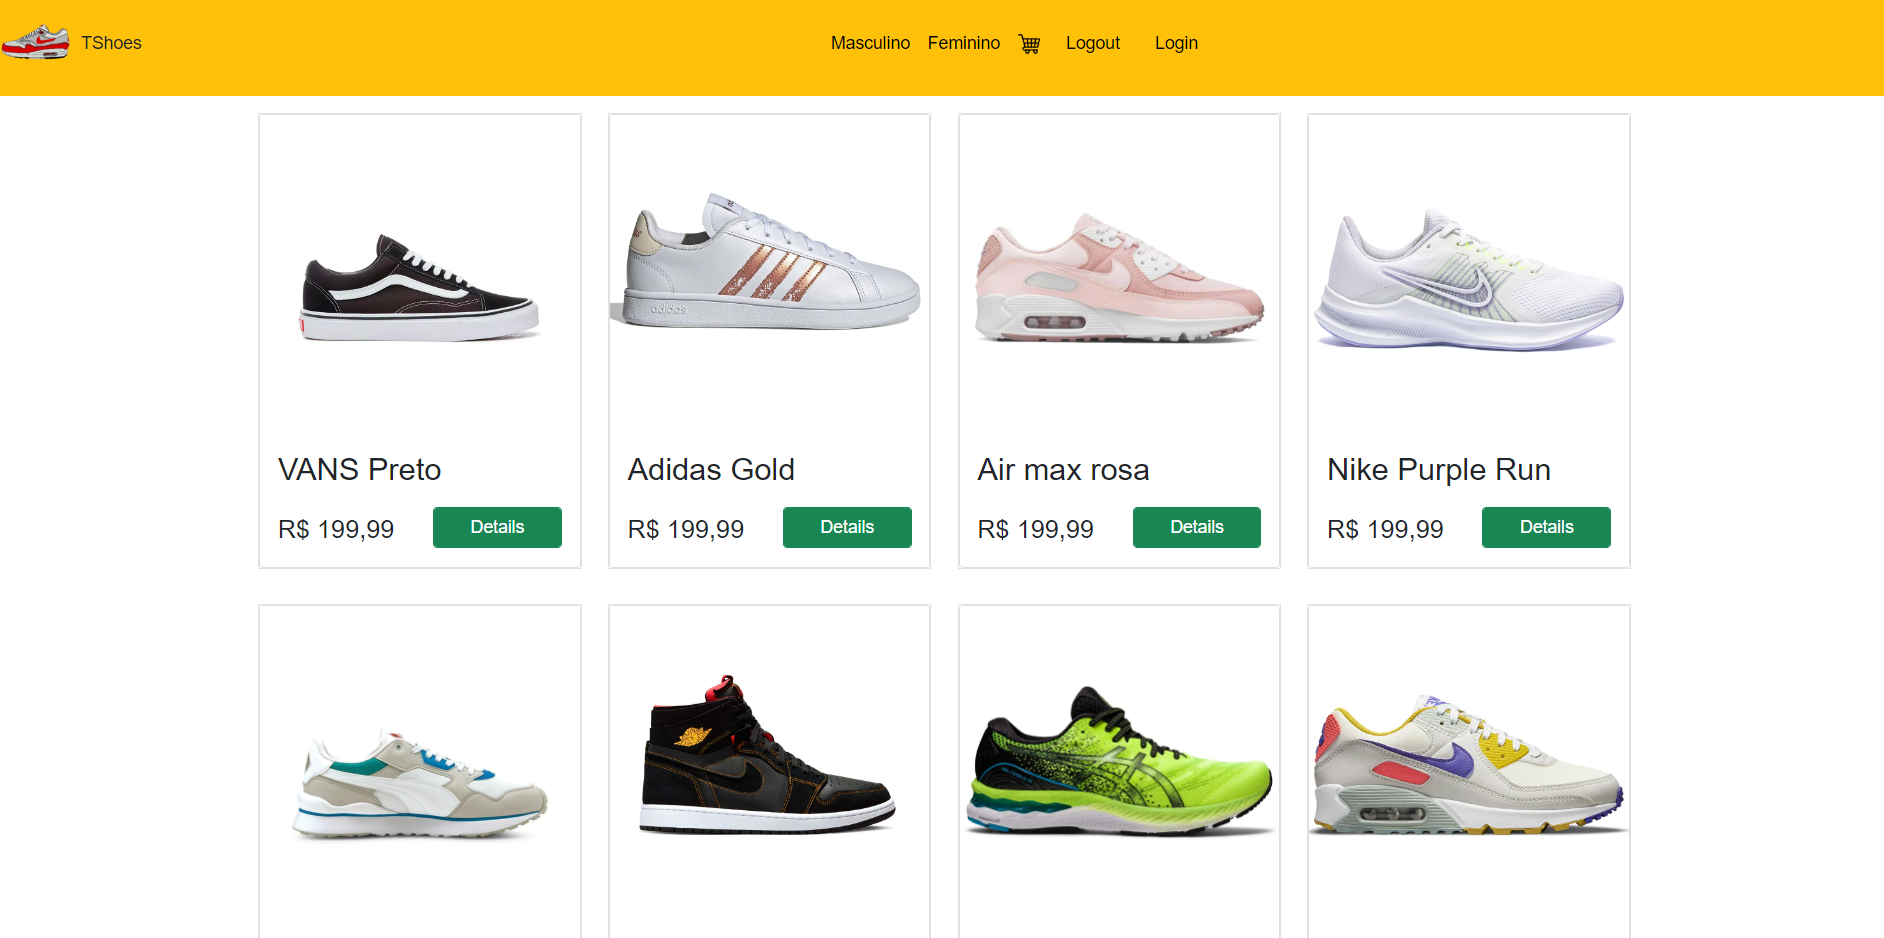 TShoes
Masculino Feminino Logout Login
adidas
VANS Preto
R$ 199,99 Details
Adidas Gold
R$ 199,99 Details
Air max rosa
R$ 199,99 Details
Nike Purple Run
R$ 199,99 Details